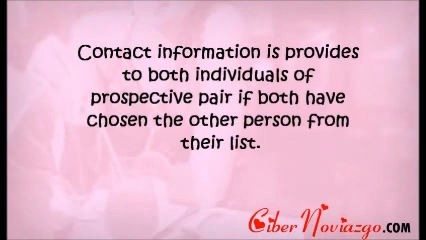 Contact information is provides
to both individuals of
prospective pair if both have
chosen the other person from
their list.
CiberNoviazgo.com